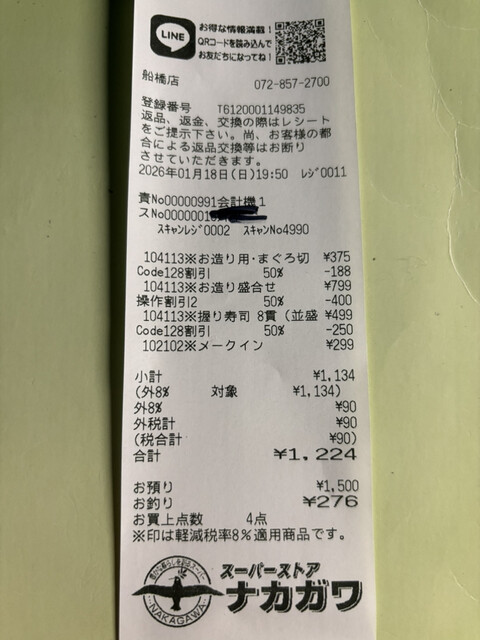 LINE
お得な情報満載！
QRコードを読み込んで
お友だちになってね！
船橋店 072-857-2700
登録番号 T6120001149835
返品、返金、交換の際はレシート
をご提示下さい。尚、お客様の都
合による返品交換等はお断り
させていただきます。
2026年01月18日(日)19:50 ﾚｼﾞ0011
責No00000991会計機1
スNo0000001
ｽｷｬﾝﾚｼﾞ0002 ｽｷｬﾝNo4990
104113※お造り用･まぐろ切 ¥375
Code128割引 50% -188
104113※お造り盛合せ ¥799
操作割引2 50% -400
104113※握り寿司 8貫（並盛 ¥499
Code128割引 50% -250
102102※メークイン ¥299
小計 ¥1,134
(外8% 対象 ¥1,134)
外8% ¥90
外税計 ¥90
(税合計 ¥90)
合計 ¥1,224
お預り ¥1,500
お釣り ¥276
お買上点数 4点
※印は軽減税率8％適用商品です。
スーパーストア
ナカガワ
NAKAGAWA